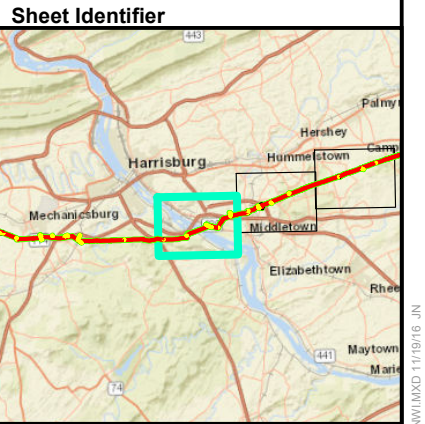 Sheet Identifier
443
Palmy
Hershey
Harrisburg
Hummelstown
Camp
Mechanicsburg
Middletown
Elizabethtown
Rhee
441
Maytown
Marie
74
NWI.MXD 11/19/16 JN